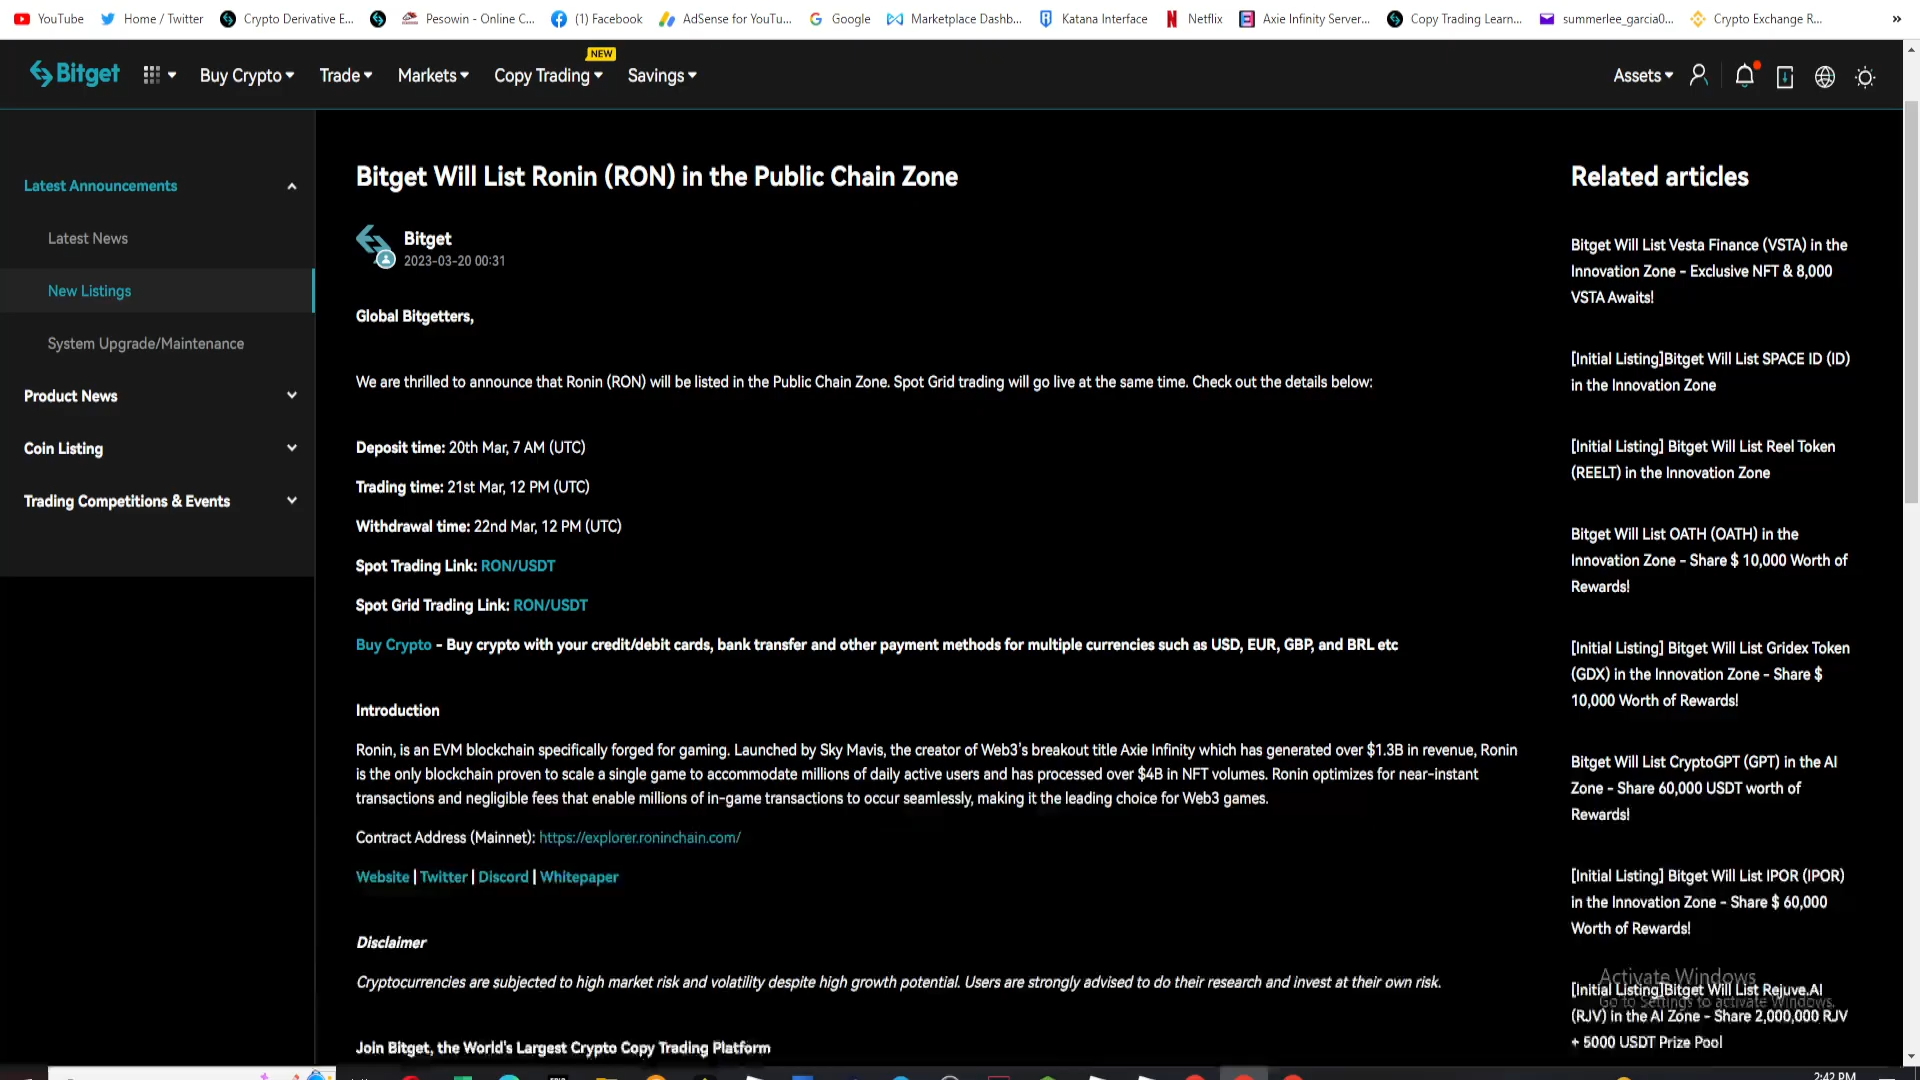 YouTube Home / Twitter Crypto Derivative E... Pesowin - Online C... (1) Facebook AdSense for YouTu... Google Marketplace Dashb... Katana Interface Netflix Axie Infinity Server... Copy Trading Learn... summerlee_garcia0... Crypto Exchange R... »
NEW
Bitget Buy Crypto Trade Markets Copy Trading Savings Assets
Latest Announcements
Latest News
New Listings
System Upgrade/Maintenance
Product News
Coin Listing
Trading Competitions & Events
Bitget Will List Ronin (RON) in the Public Chain Zone
Bitget
2023-03-20 00:31
Global Bitgetters,
We are thrilled to announce that Ronin (RON) will be listed in the Public Chain Zone. Spot Grid trading will go live at the same time. Check out the details below:
Deposit time: 20th Mar, 7 AM (UTC)
Trading time: 21st Mar, 12 PM (UTC)
Withdrawal time: 22nd Mar, 12 PM (UTC)
Spot Trading Link: RON/USDT
Spot Grid Trading Link: RON/USDT
Buy Crypto - Buy crypto with your credit/debit cards, bank transfer and other payment methods for multiple currencies such as USD, EUR, GBP, and BRL etc
Introduction
Ronin, is an EVM blockchain specifically forged for gaming. Launched by Sky Mavis, the creator of Web3's breakout title Axie Infinity which has generated over $1.3B in revenue, Ronin
is the only blockchain proven to scale a single game to accommodate millions of daily active users and has processed over $4B in NFT volumes. Ronin optimizes for near-instant
transactions and negligible fees that enable millions of in-game transactions to occur seamlessly, making it the leading choice for Web3 games.
Contract Address (Mainnet): https://explorer.roninchain.com/
Website | Twitter | Discord | Whitepaper
Disclaimer
Cryptocurrencies are subjected to high market risk and volatility despite high growth potential. Users are strongly advised to do their research and invest at their own risk.
Join Bitget, the World's Largest Crypto Copy Trading Platform
Related articles
Bitget Will List Vesta Finance (VSTA) in the
Innovation Zone - Exclusive NFT & 8,000
VSTA Awaits!
[Initial Listing]Bitget Will List SPACE ID (ID)
in the Innovation Zone
[Initial Listing] Bitget Will List Reel Token
(REELT) in the Innovation Zone
Bitget Will List OATH (OATH) in the
Innovation Zone - Share $ 10,000 Worth of
Rewards!
[Initial Listing] Bitget Will List Gridex Token
(GDX) in the Innovation Zone - Share $
10,000 Worth of Rewards!
Bitget Will List CryptoGPT (GPT) in the AI
Zone - Share 60,000 USDT worth of
Rewards!
[Initial Listing] Bitget Will List IPOR (IPOR)
in the Innovation Zone - Share $ 60,000
Worth of Rewards!
Activate Windows
[Initial Listing]Bitget Will List Rejuve.AI
Go to Settings to activate Windows.
(RJV) in the AI Zone - Share 2,000,000 RJV
+ 5000 USDT Prize Pool
2:42 PM